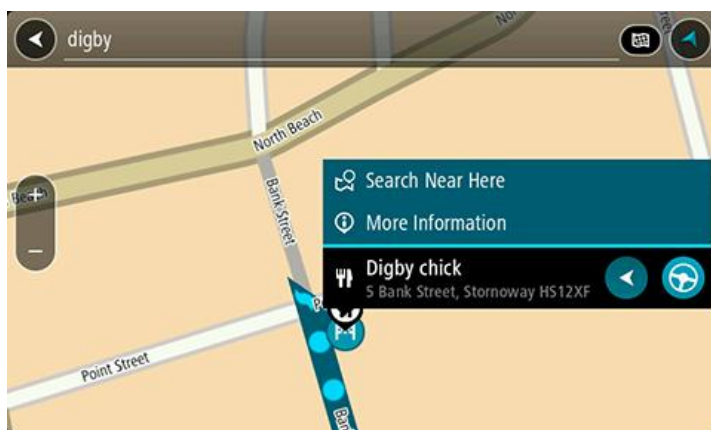 digby
North Beach
Beach
Bank Street
Search Near Here
More Information
Digby chick
5 Bank Street, Stornoway HS12XF
Point Street